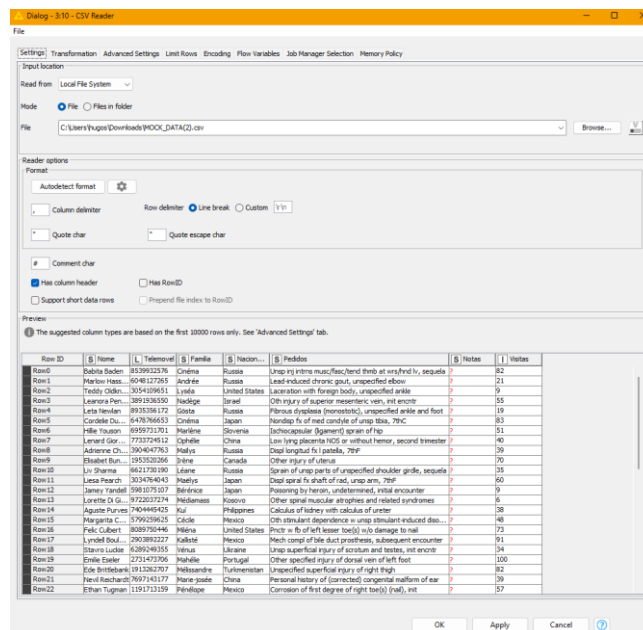 Dialog - 3:10 - CSV Reader
File
Settings Transformation Advanced Settings Limit Rows Encoding Flow Variables Job Manager Selection Memory Policy
Input location
Read from Local File System
Mode File Files in folder
File C:\Users\hugos\Downloads\MOCK_DATA(2).csv Browse...
Reader options
Format
Autodetect format
, Column delimiter Row delimiter Line break Custom \r\n
" Quote char " Quote escape char
# Comment char
Has column header Has RowID
Support short data rows Prepend file index to RowID
Preview
The suggested column types are based on the first 10000 rows only. See 'Advanced Settings' tab.
Row ID S Nome L Telemovel S Familia S Nacion... S Pedidos S Notas I Visitas
Row0 Babita Baden 8539932576 Cinéma Russia Unsp inj intrns musc/fasc/tend thmb at wrs/hnd lv, sequela ? 82
Row1 Marlow Hass... 6048127265 Andrée Russia Lead-induced chronic gout, unspecified elbow ? 21
Row2 Teddy Oldkn... 3054109651 Lyséa United States Laceration with foreign body, unspecified ankle ? 9
Row3 Leanora Pen... 3891936550 Nadège Israel Oth injury of superior mesenteric vein, init encntr ? 55
Row4 Leta Newlan 8935356172 Gösta Russia Fibrous dysplasia (monostotic), unspecified ankle and foot ? 19
Row5 Cordelie Du... 6478766653 Cinéma Japan Nondisp fx of med condyle of unsp tibia, 7thC ? 83
Row6 Hillie Youson 6959731701 Marlène Slovenia Ischiocapsular (ligament) sprain of hip ? 51
Row7 Lenard Gior... 7733724512 Ophélie China Low lying placenta NOS or without hemor, second trimester ? 40
Row8 Adrienne Ch... 3904047763 Maïlys Russia Displ longitud fx l patella, 7thF ? 39
Row9 Elisabet Bun... 1953520266 Irène Canada Other injury of uterus ? 70
Row10 Liv Sharma 6621730190 Léane Russia Sprain of unsp parts of unspecified shoulder girdle, sequela ? 35
Row11 Liesa Pearch 3034764043 Maëlys Japan Displ spiral fx shaft of rad, unsp arm, 7thF ? 60
Row12 Jamey Yandell 5981075107 Bérénice Japan Poisoning by heroin, undetermined, initial encounter ? 9
Row13 Lorette Di G... 9722037274 Médiamass Kosovo Other spinal muscular atrophies and related syndromes ? 6
Row14 Aguste Purves 7404445425 Kuí Philippines Calculus of kidney with calculus of ureter ? 38
Row15 Margarita C... 5799259625 Cécile Mexico Oth stimulant dependence w unsp stimulant-induced diso... ? 48
Row16 Felic Culbert 8089750446 Miléna United States Pnctr w fb of left lesser toe(s) w/o damage to nail ? 73
Row17 Lyndell Boul... 2903892227 Kallisté Mexico Mech compl of bile duct prosthesis, subsequent encounter ? 91
Row18 Stavro Luckie 6289249355 Vénus Ukraine Unsp superficial injury of scrotum and testes, init encntr ? 34
Row19 Emilie Eseler 2731473706 Mahélie Portugal Other specified injury of dorsal vein of left foot ? 100
Row20 Ede Brittlebank 1913262707 Mélissandre Turkmenistan Unspecified superficial injury of right thigh ? 82
Row21 Nevil Reichardt 7697143177 Marie-josée China Personal history of (corrected) congenital malform of ear ? 39
Row22 Ethan Tugman 1191713159 Pénélope Mexico Corrosion of first degree of right toe(s) (nail), init ? 57
OK Apply Cancel ?